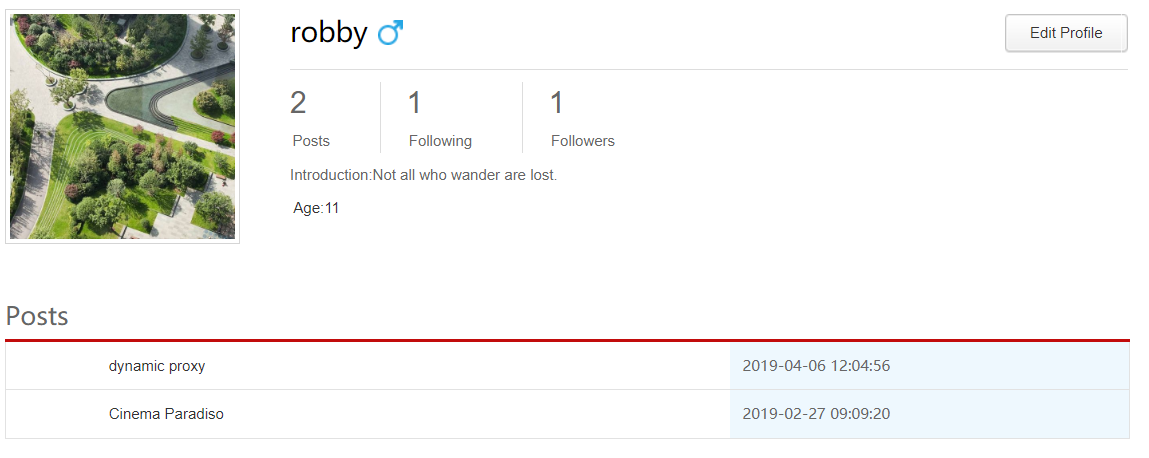 robby
Edit Profile
2
1
1
Posts
Following
Followers
Introduction:Not all who wander are lost.
Age:11
Posts
dynamic proxy 2019-04-06 12:04:56
Cinema Paradiso 2019-02-27 09:09:20